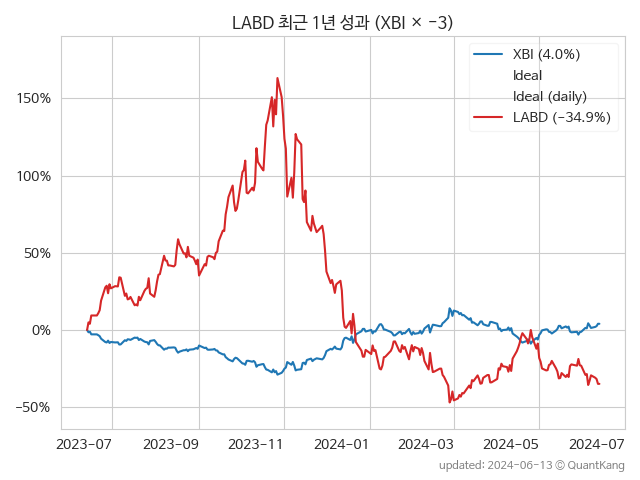 LABD 최근 1년 성과 (XBI × −3)
XBI (4.0%)
Ideal
Ideal (daily)
LABD (−34.9%)
150%
100%
50%
0%
−50%
2023-07 2023-09 2023-11 2024-01 2024-03 2024-05 2024-07
updated: 2024-06-13 © QuantKang